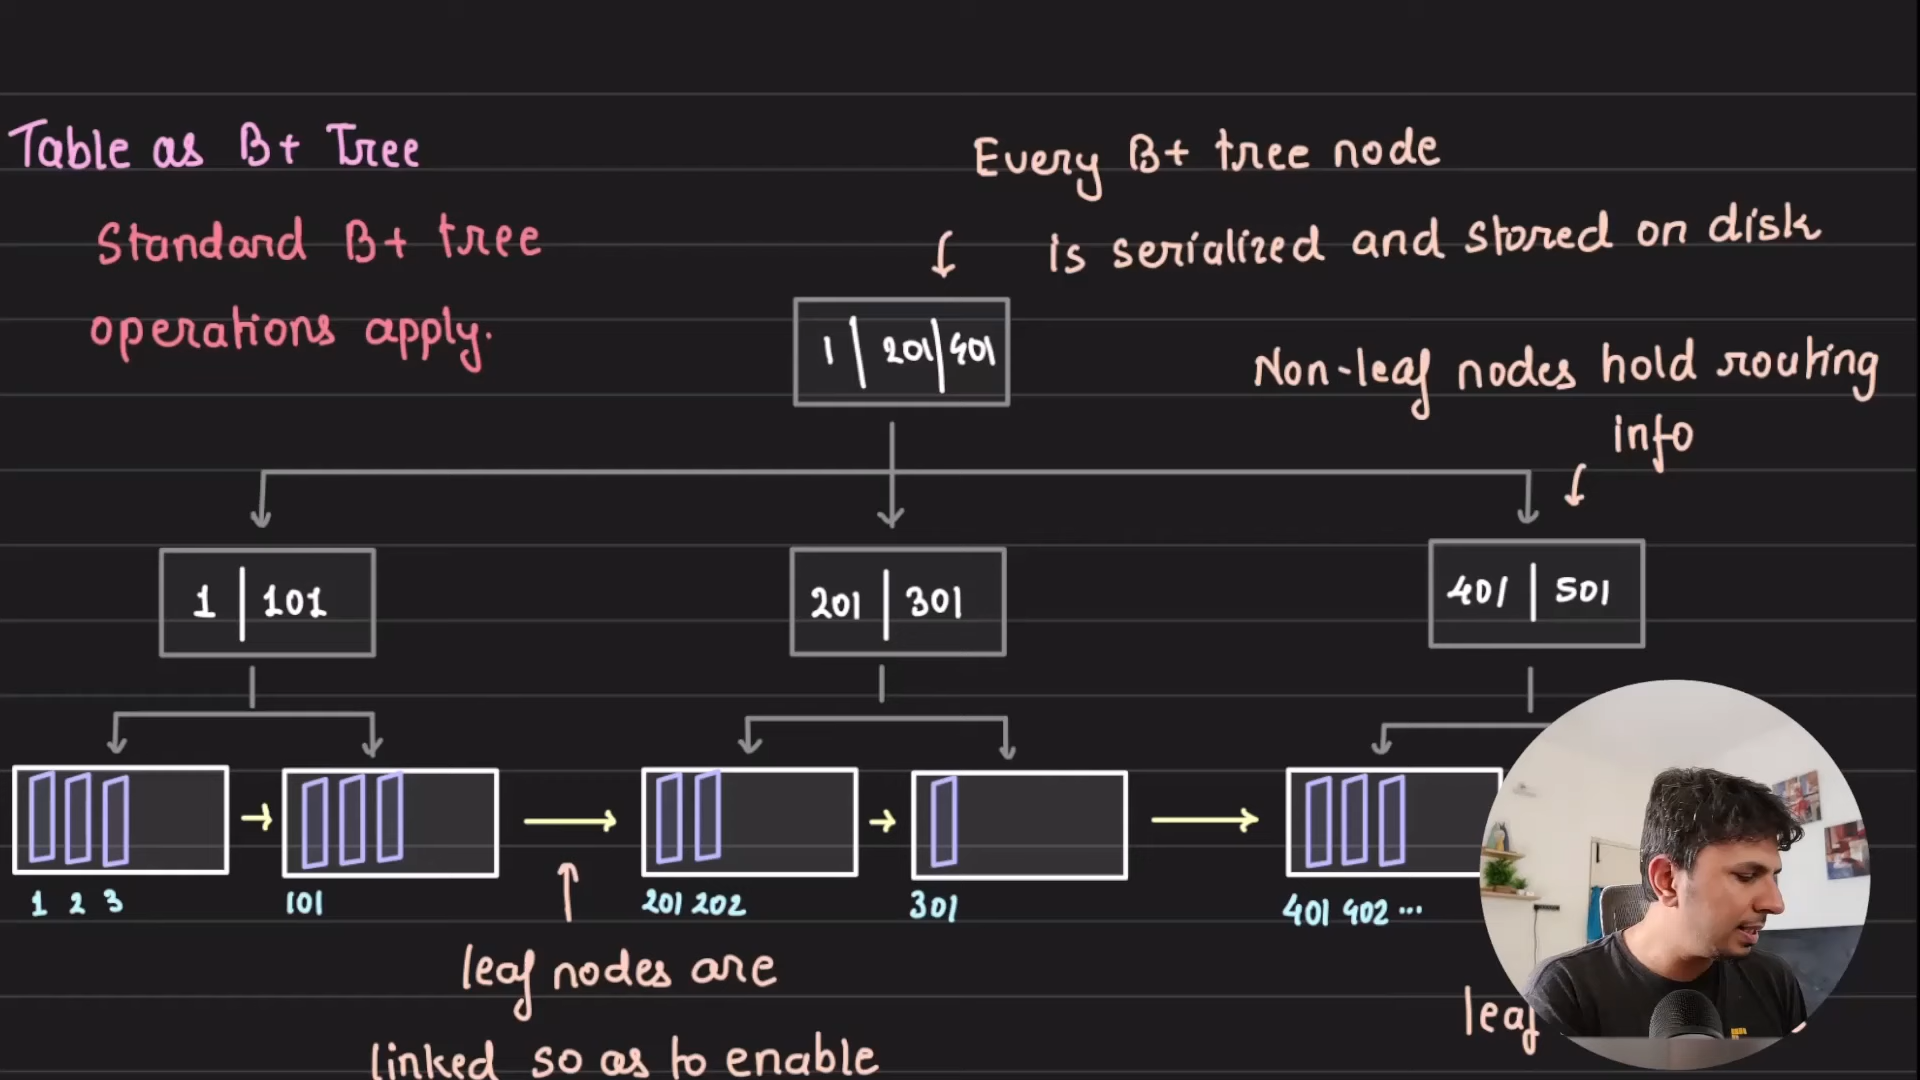 Table as B+ Tree
Standard B+ tree
operations apply.
Every B+ tree node
is serialized and stored on disk
1 | 201 | 401
Non-leaf nodes hold routing
info
1 | 101
201 | 301
401 | 501
1 2 3
101
201 202
301
401 402 ...
leaf nodes are
linked so as to enable
leaf